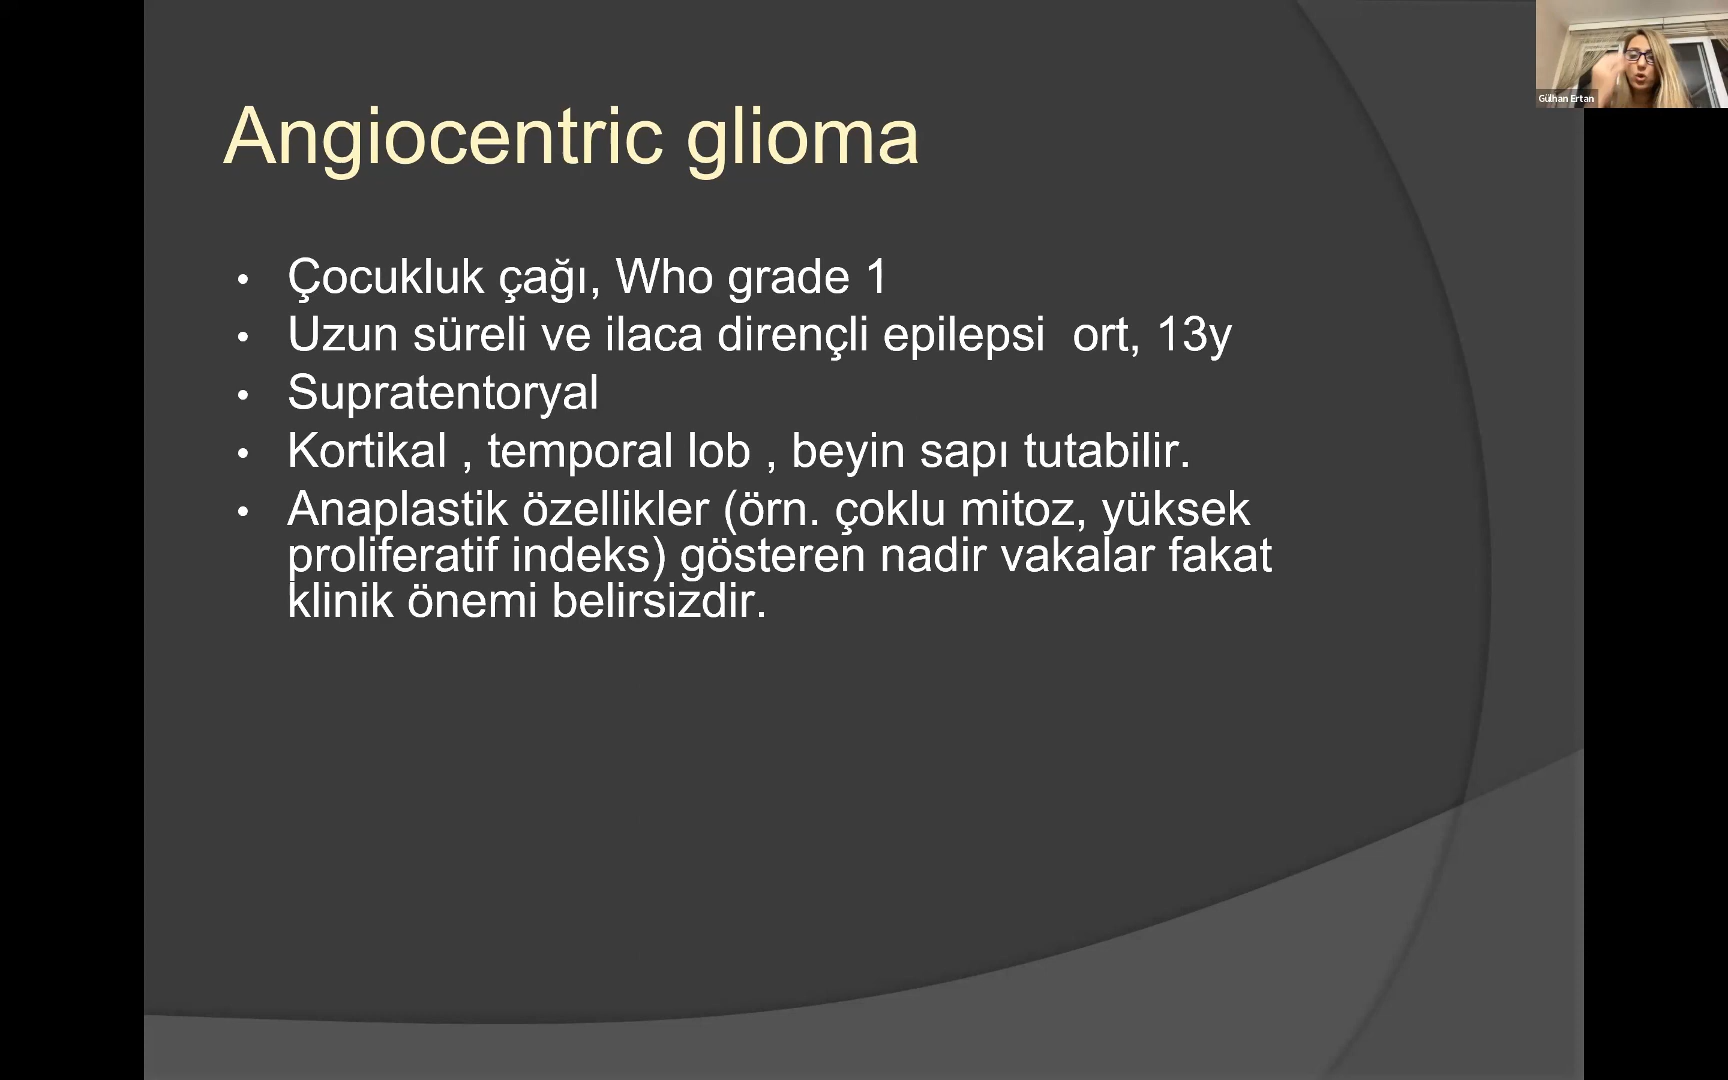 Angiocentric glioma
• Çocukluk çağı, Who grade 1
• Uzun süreli ve ilaca dirençli epilepsi  ort, 13y
• Supratentoryal
• Kortikal , temporal lob , beyin sapı tutabilir.
• Anaplastik özellikler (örn. çoklu mitoz, yüksek
proliferatif indeks) gösteren nadir vakalar fakat
klinik önemi belirsizdir.
Gülhan Ertan